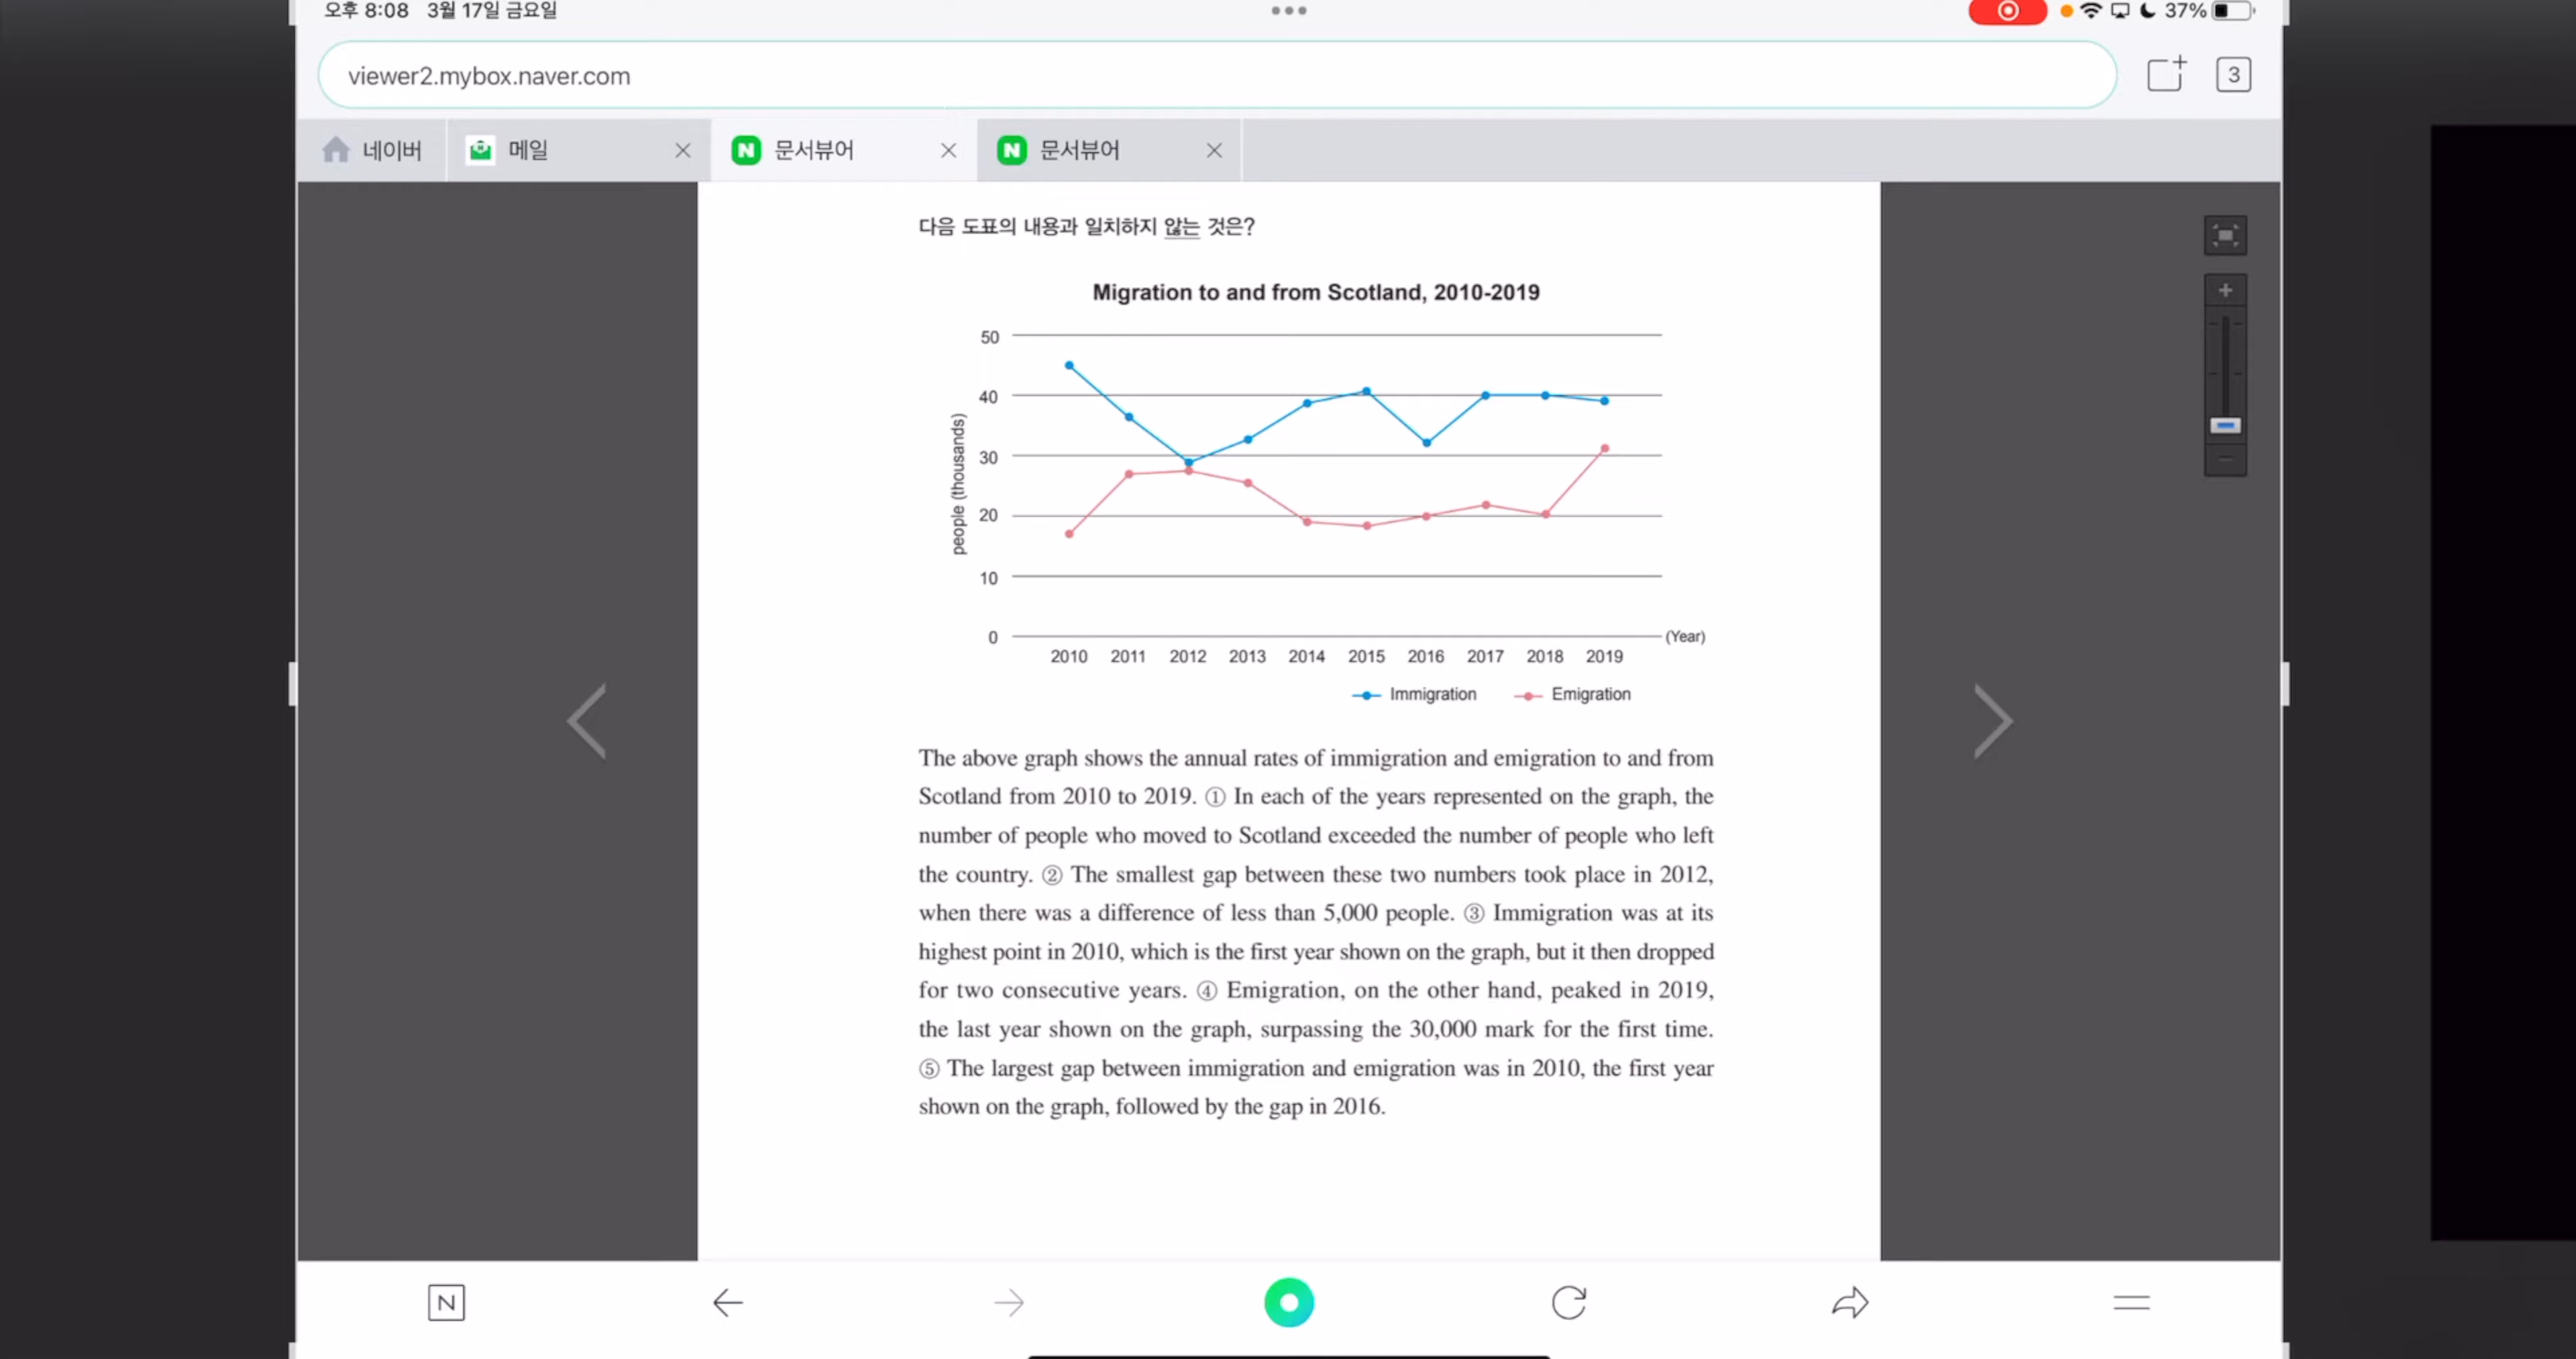 오후 8:08 3월 17일 금요일
37%
viewer2.mybox.naver.com
3
네이버
메일
N 문서뷰어
N 문서뷰어
다음 도표의 내용과 일치하지 않는 것은?
Migration to and from Scotland, 2010-2019
50
40
30
20
10
0
people (thousands)
(Year)
2010 2011 2012 2013 2014 2015 2016 2017 2018 2019
Immigration Emigration
The above graph shows the annual rates of immigration and emigration to and from
Scotland from 2010 to 2019. ① In each of the years represented on the graph, the
number of people who moved to Scotland exceeded the number of people who left
the country. ② The smallest gap between these two numbers took place in 2012,
when there was a difference of less than 5,000 people. ③ Immigration was at its
highest point in 2010, which is the first year shown on the graph, but it then dropped
for two consecutive years. ④ Emigration, on the other hand, peaked in 2019,
the last year shown on the graph, surpassing the 30,000 mark for the first time.
⑤ The largest gap between immigration and emigration was in 2010, the first year
shown on the graph, followed by the gap in 2016.
N